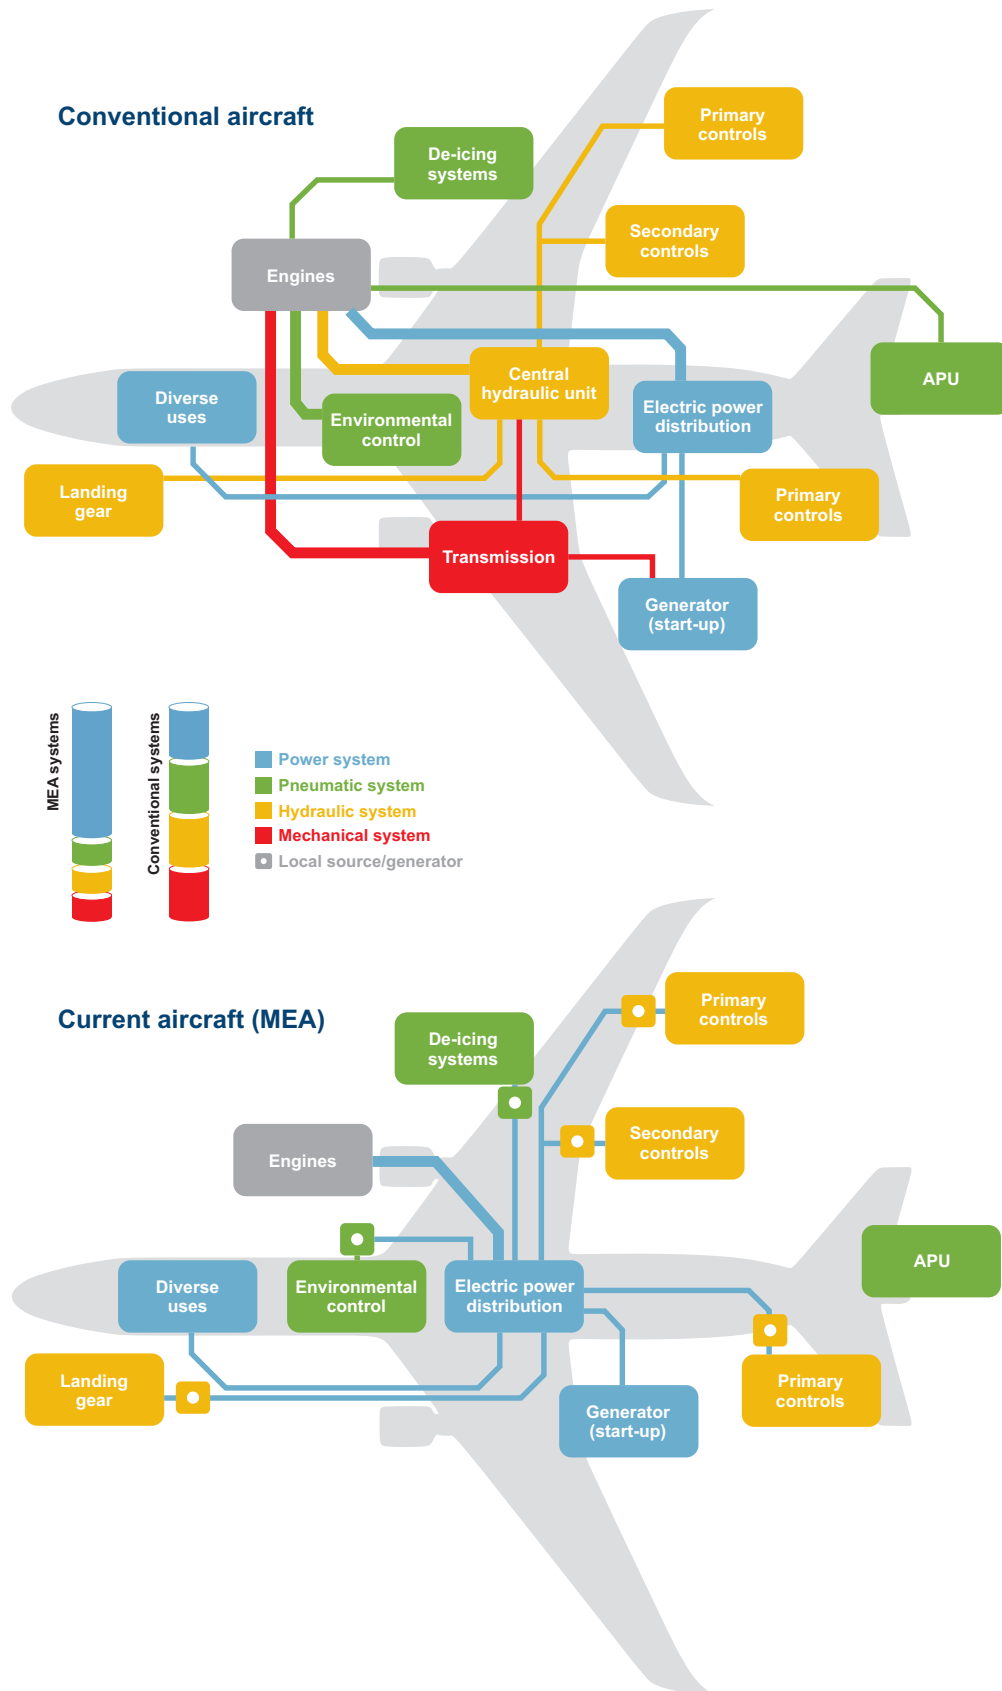 Conventional aircraft
Primary
controls
De-icing
systems
Secondary
controls
Engines
Central
hydraulic unit
APU
Diverse
uses
Electric power
distribution
Environmental
control
Landing
gear
Primary
controls
Transmission
Generator
(start-up)
MEA systems
Conventional systems
Power system
Pneumatic system
Hydraulic system
Mechanical system
Local source/generator
Current aircraft (MEA)
Primary
controls
De-icing
systems
Secondary
controls
Engines
APU
Diverse
uses
Environmental
control
Electric power
distribution
Landing
gear
Primary
controls
Generator
(start-up)